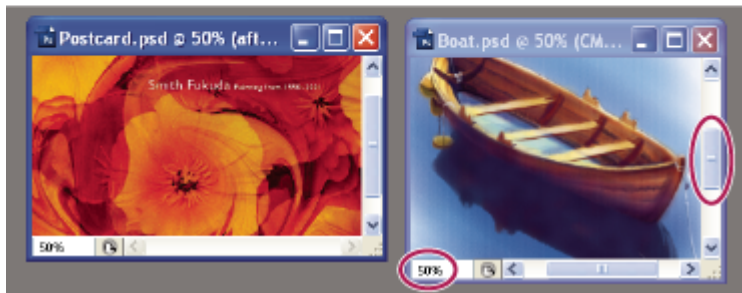 Postcard.psd @ 50% (aft...
Boat.psd @ 50% (CM...
Smith Fukuda
50%
50%